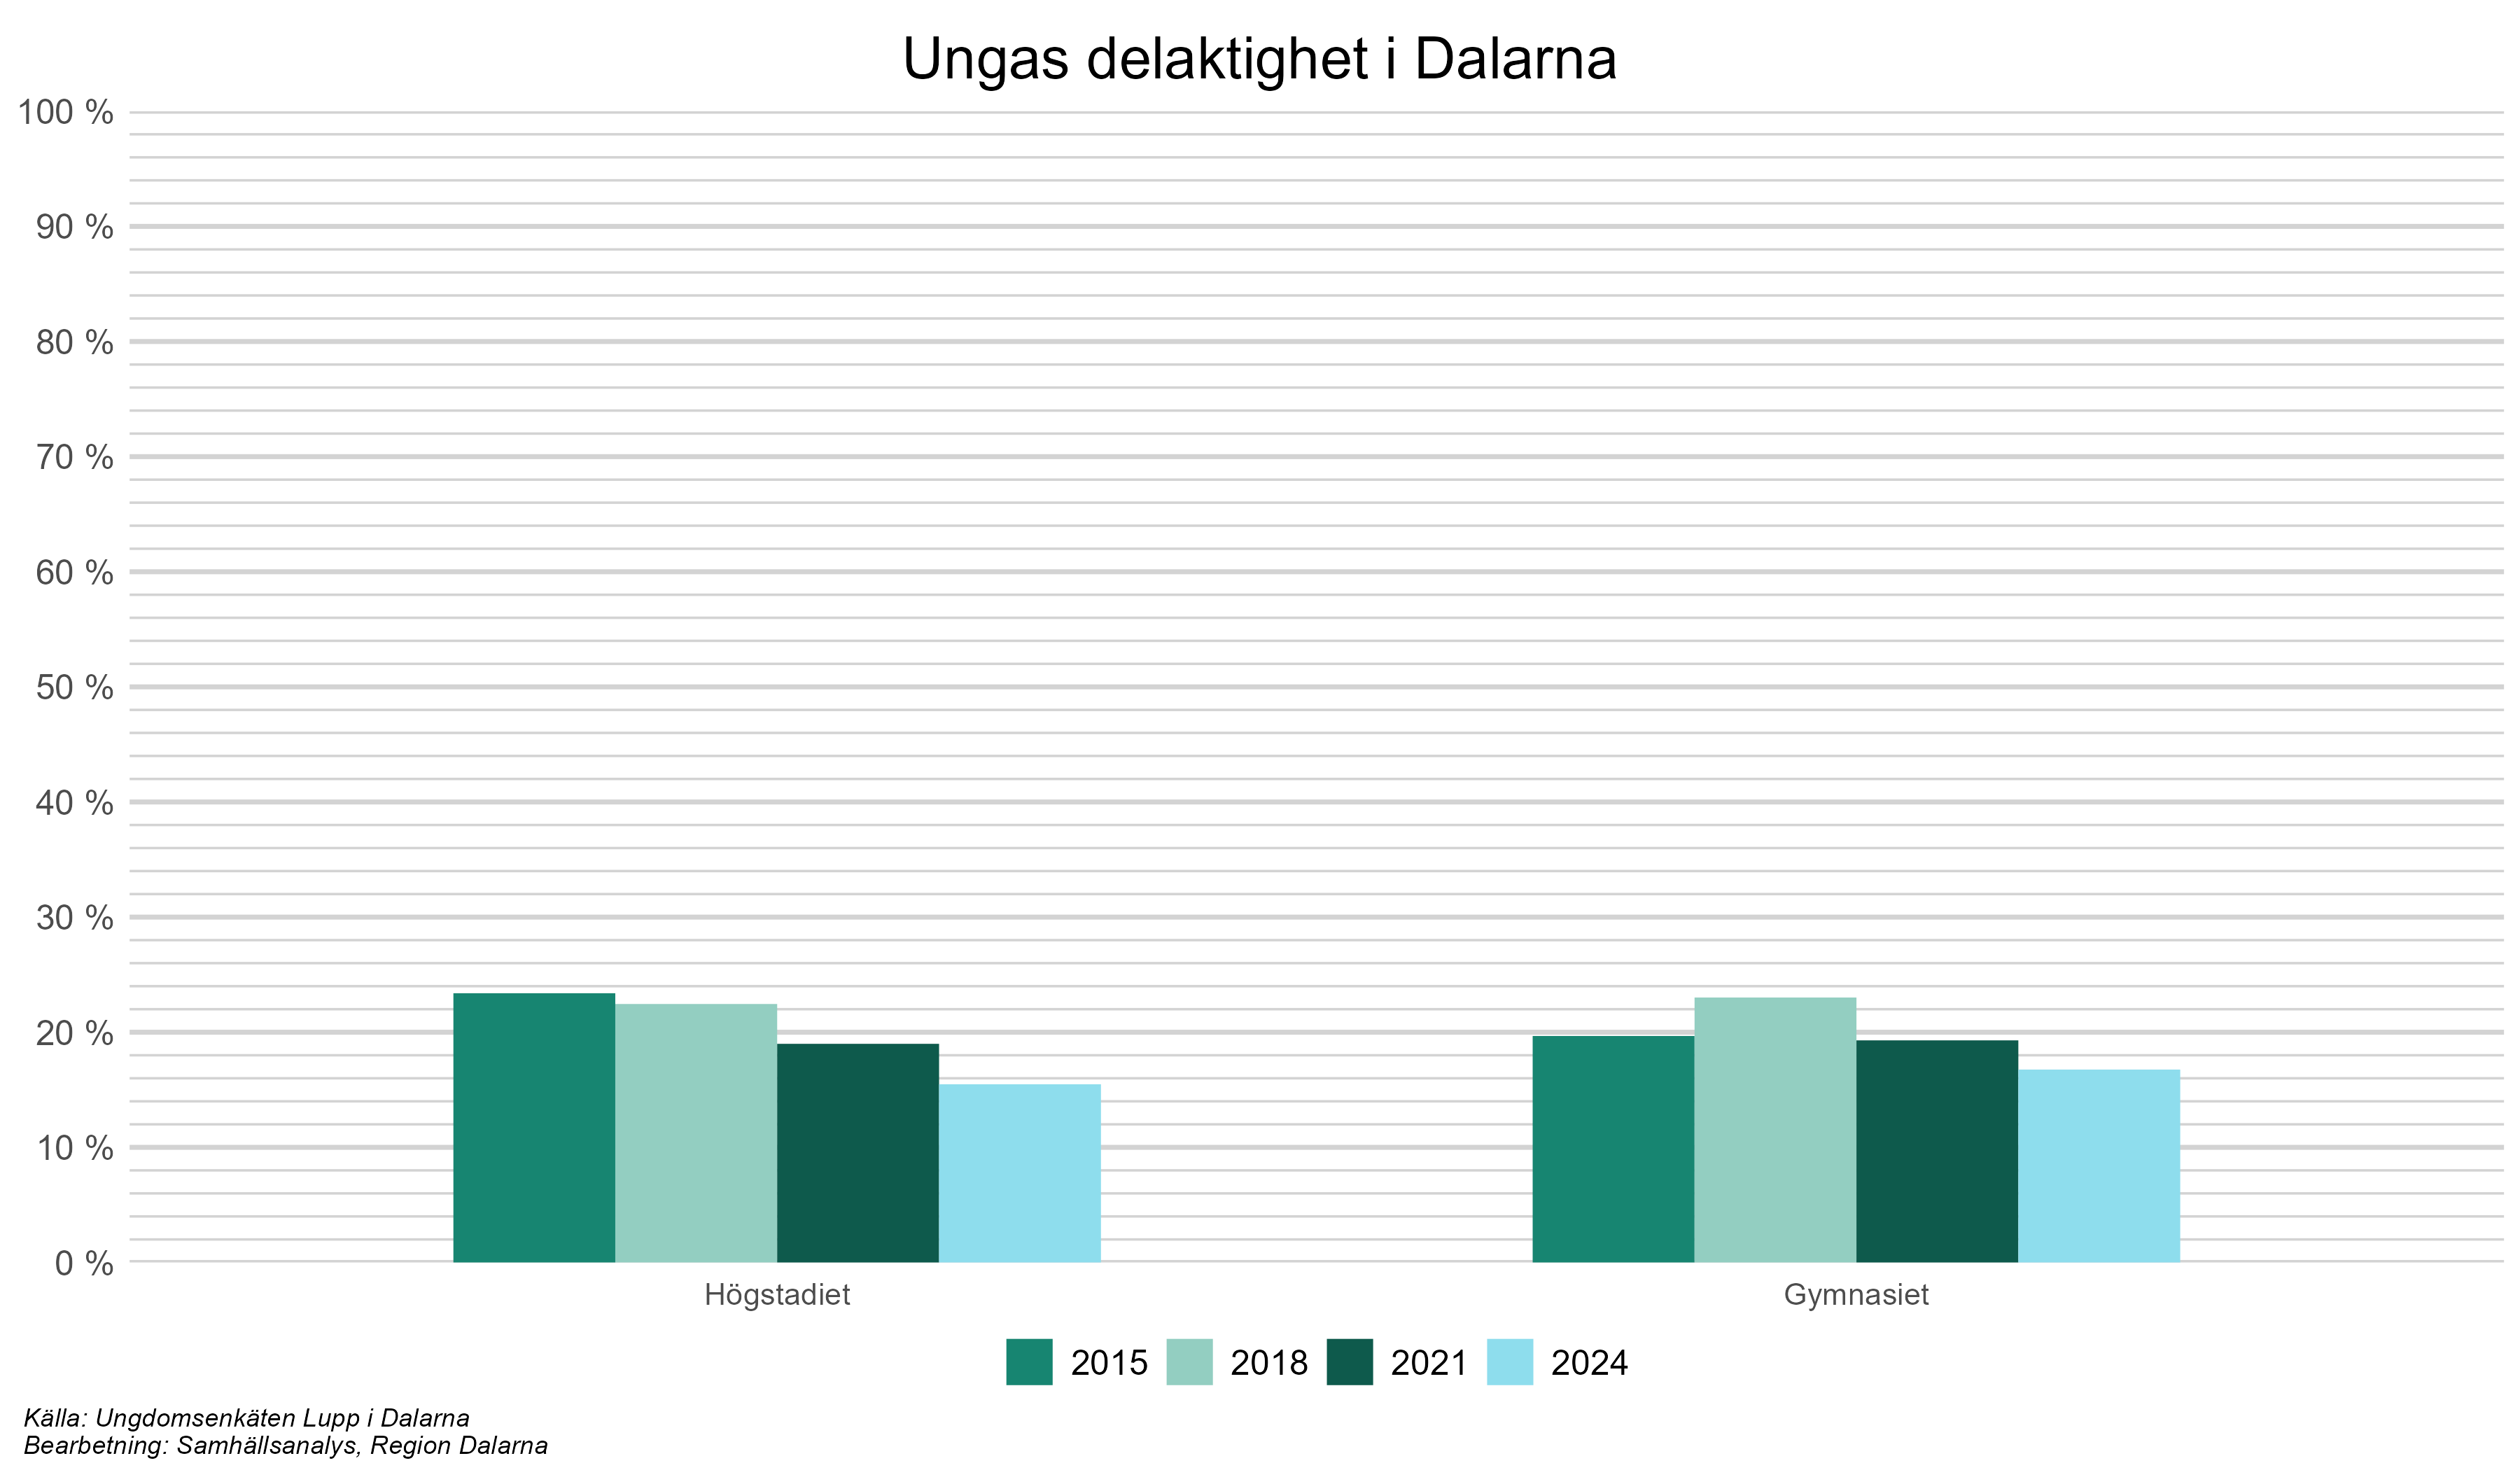 Ungas delaktighet i Dalarna
100 %
90 %
80 %
70 %
60 %
50 %
40 %
30 %
20 %
10 %
0 %
Högstadiet Gymnasiet
2015 2018 2021 2024
Källa: Ungdomsenkäten Lupp i Dalarna
Bearbetning: Samhällsanalys, Region Dalarna